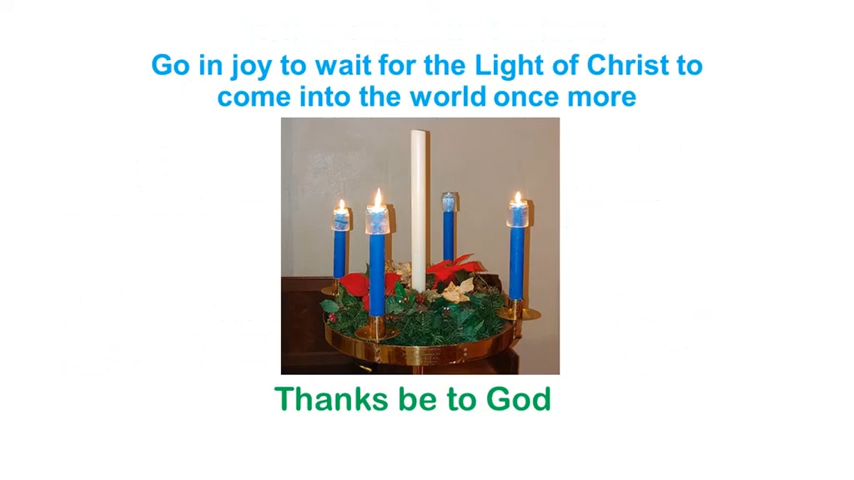 Go in joy to wait for the Light of Christ to
come into the world once more
Thanks be to God